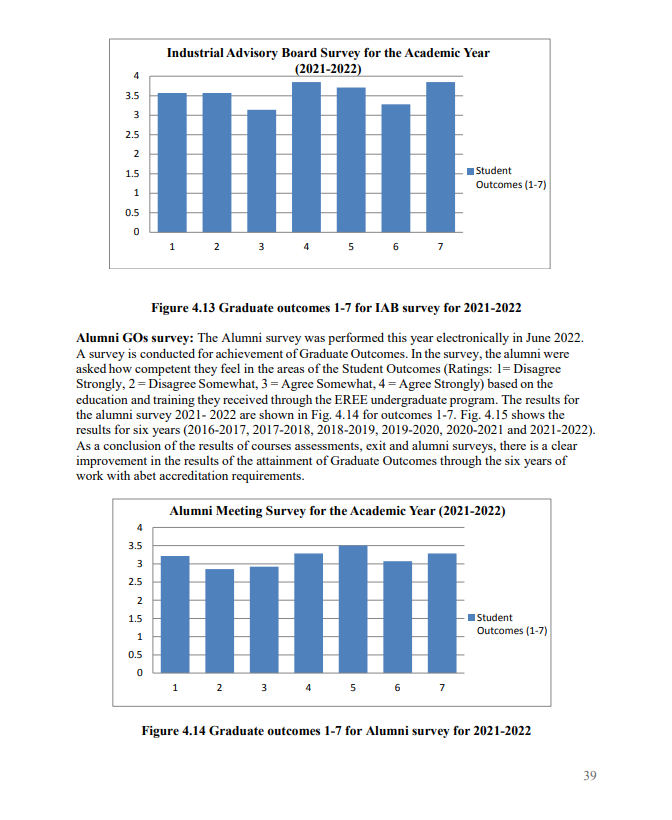 Industrial Advisory Board Survey for the Academic Year
(2021-2022)
4
3.5
3
2.5
2
1.5
1
0.5
0
1 2 3 4 5 6 7
Student
Outcomes (1-7)
Figure 4.13 Graduate outcomes 1-7 for IAB survey for 2021-2022
Alumni GOs survey: The Alumni survey was performed this year electronically in June 2022.
A survey is conducted for achievement of Graduate Outcomes. In the survey, the alumni were
asked how competent they feel in the areas of the Student Outcomes (Ratings: 1= Disagree
Strongly, 2 = Disagree Somewhat, 3 = Agree Somewhat, 4 = Agree Strongly) based on the
education and training they received through the EREE undergraduate program. The results for
the alumni survey 2021- 2022 are shown in Fig. 4.14 for outcomes 1-7. Fig. 4.15 shows the
results for six years (2016-2017, 2017-2018, 2018-2019, 2019-2020, 2020-2021 and 2021-2022).
As a conclusion of the results of courses assessments, exit and alumni surveys, there is a clear
improvement in the results of the attainment of Graduate Outcomes through the six years of
work with abet accreditation requirements.
Alumni Meeting Survey for the Academic Year (2021-2022)
4
3.5
3
2.5
2
1.5
1
0.5
0
1 2 3 4 5 6 7
Student
Outcomes (1-7)
Figure 4.14 Graduate outcomes 1-7 for Alumni survey for 2021-2022
39